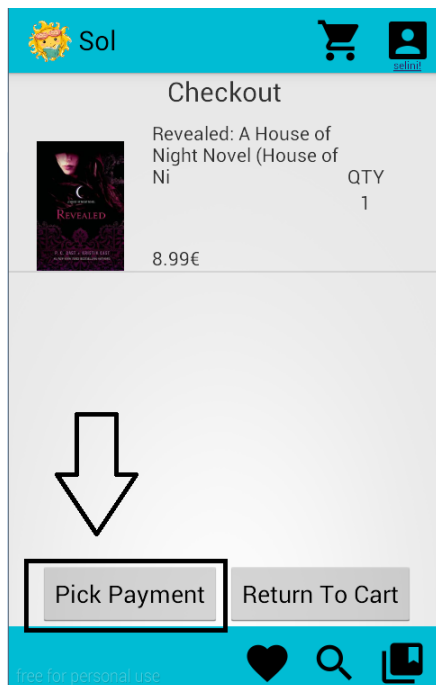 Sol
selini!
Checkout
Revealed: A House of
Night Novel (House of
Ni
QTY
1
REVEALED
8.99€
Pick Payment
Return To Cart
free for personal use